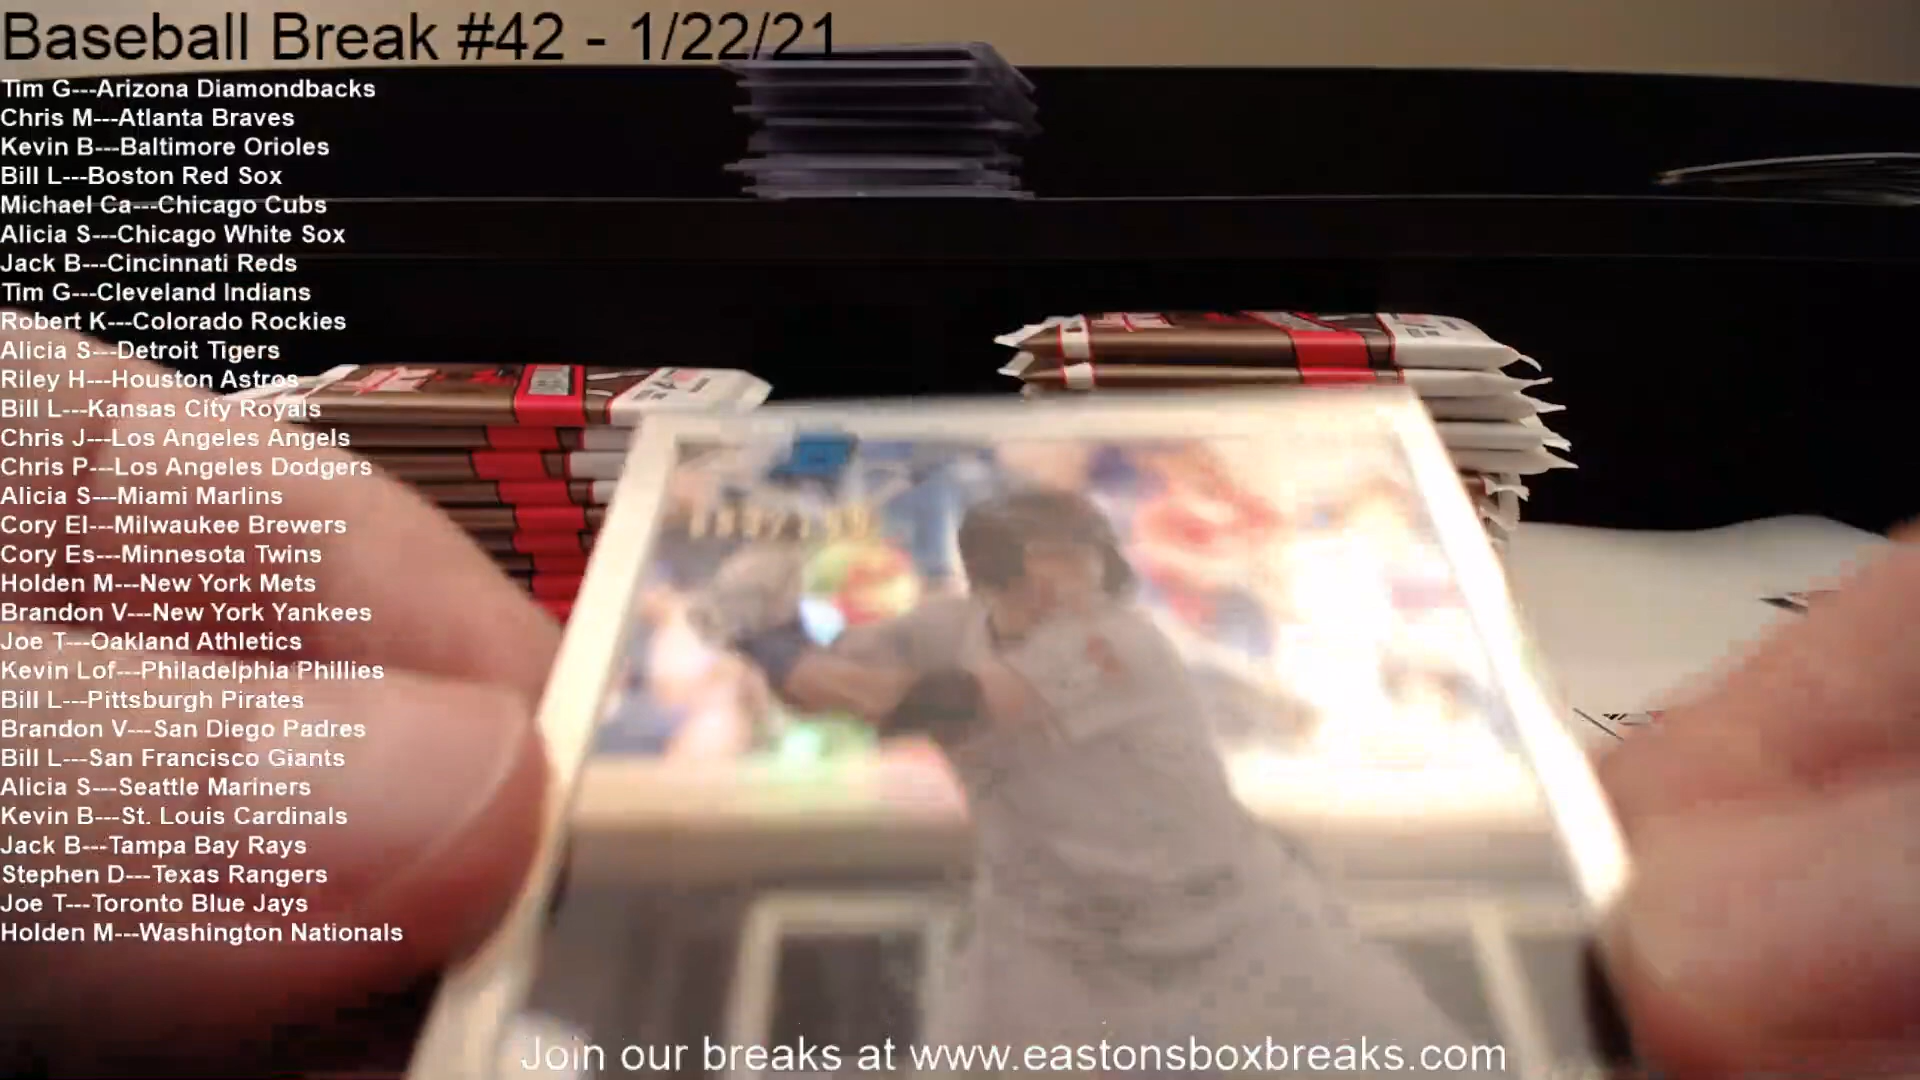 Baseball Break #42 - 1/22/21
Tim G---Arizona Diamondbacks
Chris M---Atlanta Braves
Kevin B---Baltimore Orioles
Bill L---Boston Red Sox
Michael Ca---Chicago Cubs
Alicia S---Chicago White Sox
Jack B---Cincinnati Reds
Tim G---Cleveland Indians
Robert K---Colorado Rockies
Alicia S---Detroit Tigers
Riley H---Houston Astros
Bill L---Kansas City Royals
Chris J---Los Angeles Angels
Chris P---Los Angeles Dodgers
Alicia S---Miami Marlins
Cory El---Milwaukee Brewers
Cory Es---Minnesota Twins
Holden M---New York Mets
Brandon V---New York Yankees
Joe T---Oakland Athletics
Kevin Lof---Philadelphia Phillies
Bill L---Pittsburgh Pirates
Brandon V---San Diego Padres
Bill L---San Francisco Giants
Alicia S---Seattle Mariners
Kevin B---St. Louis Cardinals
Jack B---Tampa Bay Rays
Stephen D---Texas Rangers
Joe T---Toronto Blue Jays
Holden M---Washington Nationals
Join our breaks at www.eastonsboxbreaks.com